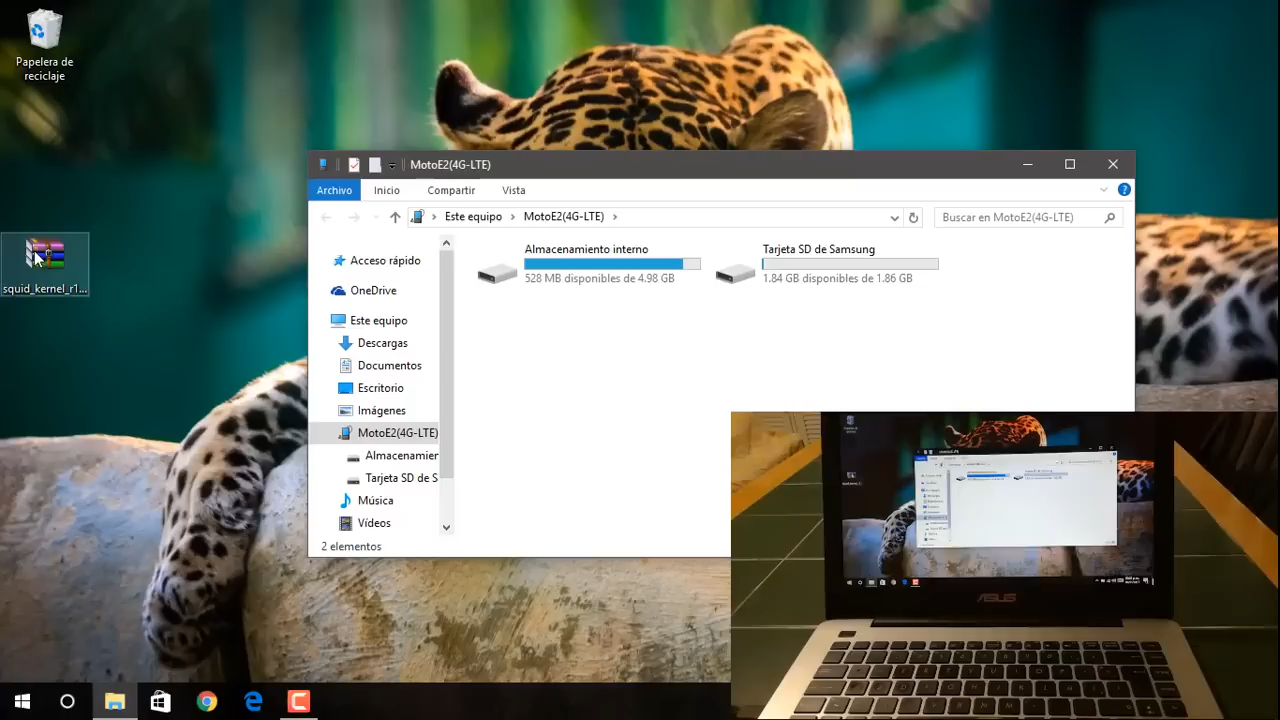 Papelera de
reciclaje
squid_kernel_r1...
MotoE2(4G-LTE)
Archivo
Inicio
Compartir
Vista
Este equipo
MotoE2(4G-LTE)
Buscar en MotoE2(4G-LTE)
Acceso rápido
OneDrive
Este equipo
Descargas
Documentos
Escritorio
Imágenes
MotoE2(4G-LTE)
Almacenamier
Tarjeta SD de S
Música
Vídeos
Almacenamiento interno
528 MB disponibles de 4.98 GB
Tarjeta SD de Samsung
1.84 GB disponibles de 1.86 GB
2 elementos
ASUS